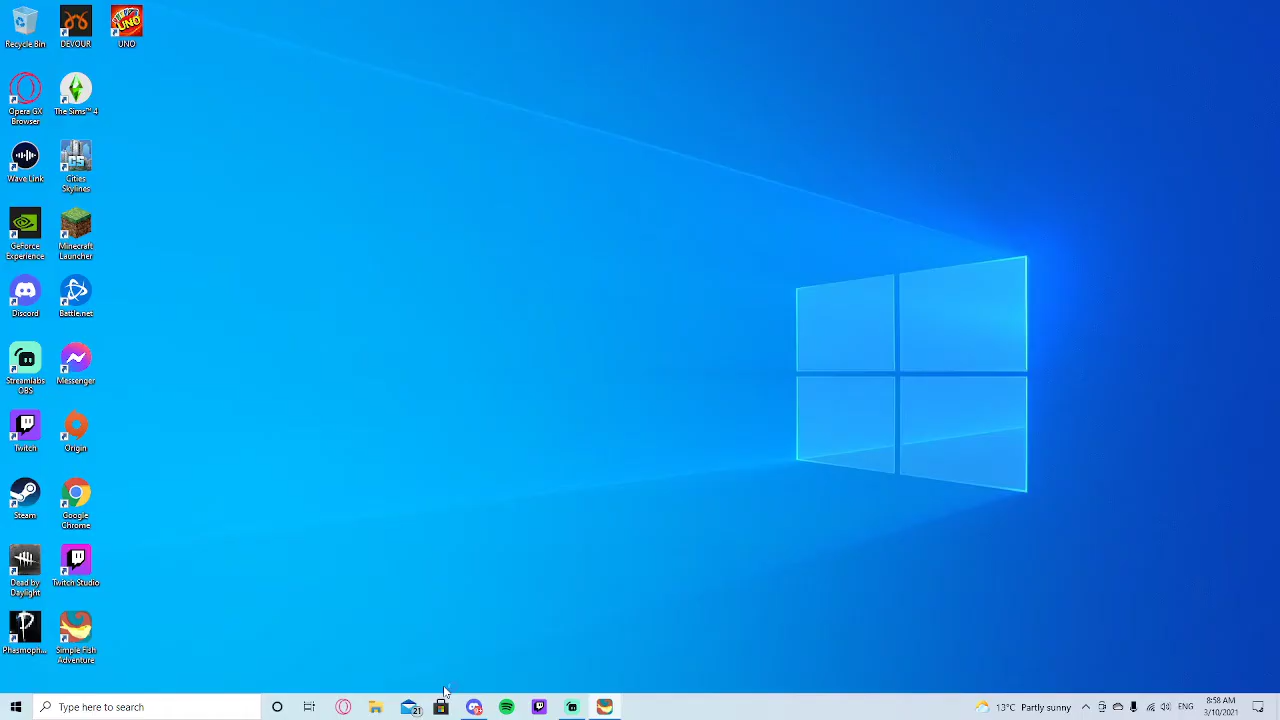 Recycle Bin
DEVOUR
UNO
Opera GX
Browser
The Sims™ 4
Wave Link
Cities
Skylines
GeForce
Experience
Minecraft
Launcher
Discord
Battle.net
Streamlabs
OBS
Messenger
Twitch
Origin
Steam
Google
Chrome
Dead by
Daylight
Twitch Studio
Phasmoph...
Simple Fish
Adventure
Type here to search
21
13°C Partly sunny
ENG
8:58 AM
3/10/2021